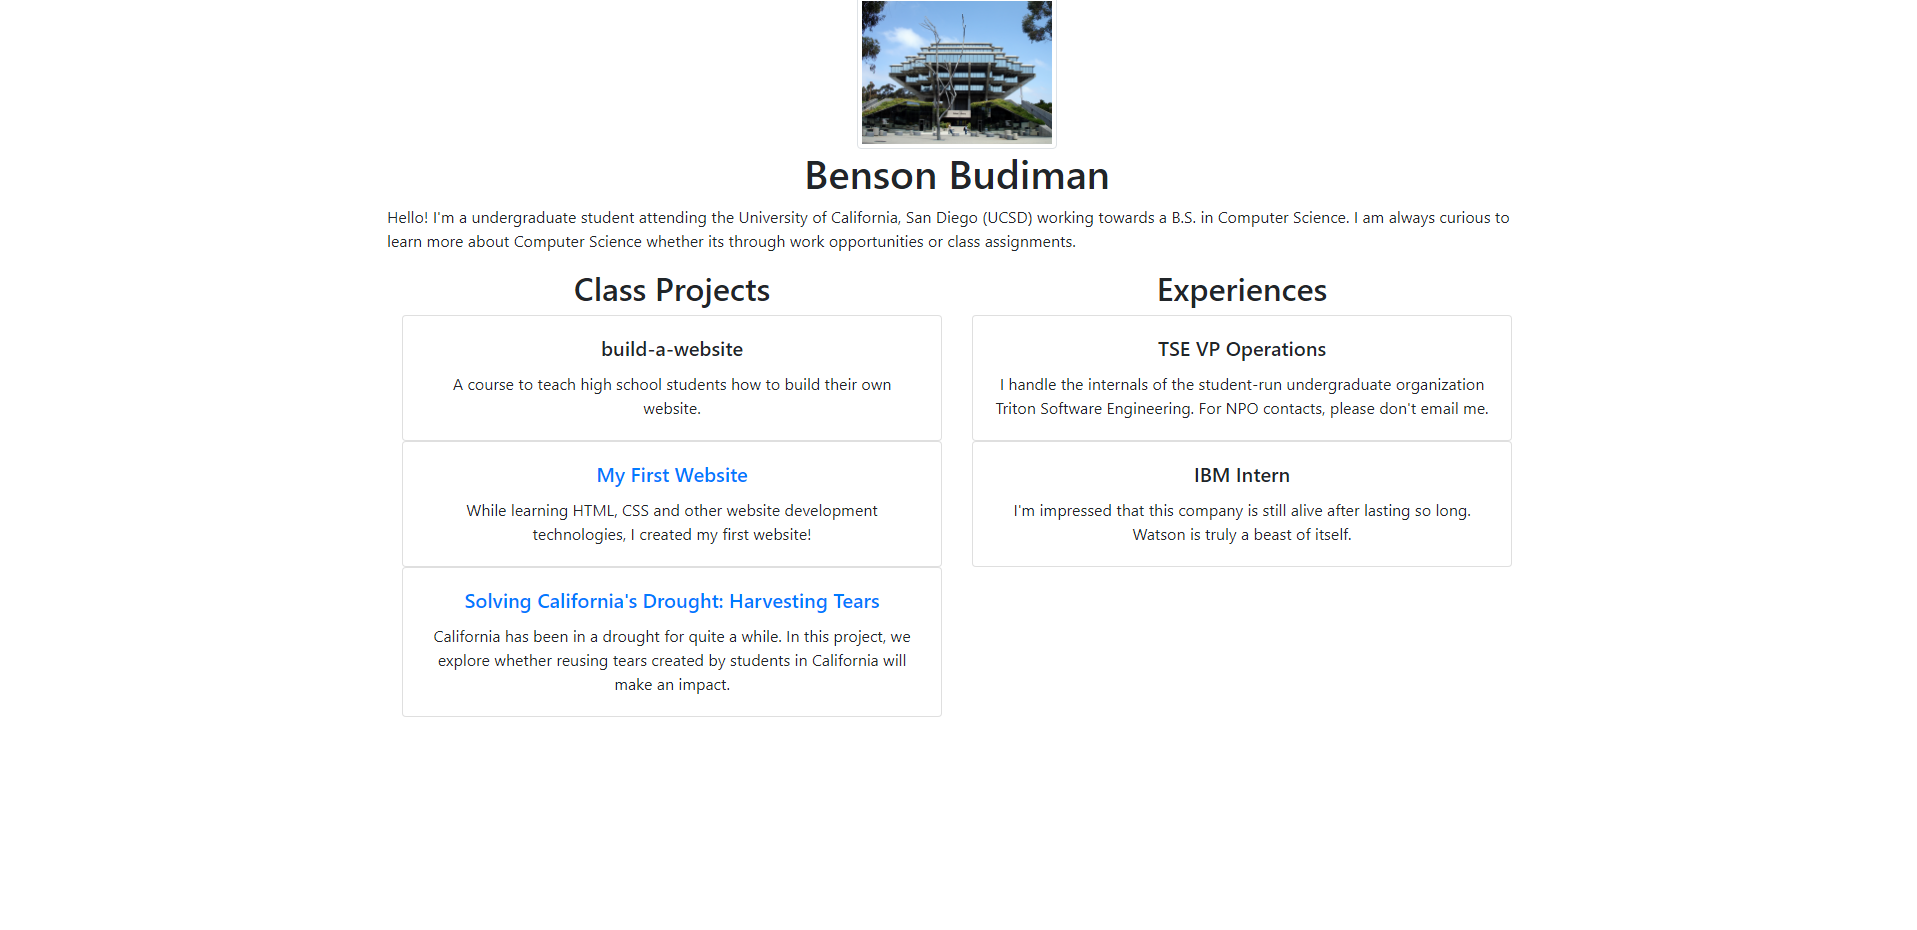 Benson Budiman
Hello! I'm a undergraduate student attending the University of California, San Diego (UCSD) working towards a B.S. in Computer Science. I am always curious to
learn more about Computer Science whether its through work opportunities or class assignments.
Class Projects
build-a-website
A course to teach high school students how to build their own
website.
My First Website
While learning HTML, CSS and other website development
technologies, I created my first website!
Solving California's Drought: Harvesting Tears
California has been in a drought for quite a while. In this project, we
explore whether reusing tears created by students in California will
make an impact.
Experiences
TSE VP Operations
I handle the internals of the student-run undergraduate organization
Triton Software Engineering. For NPO contacts, please don't email me.
IBM Intern
I'm impressed that this company is still alive after lasting so long.
Watson is truly a beast of itself.